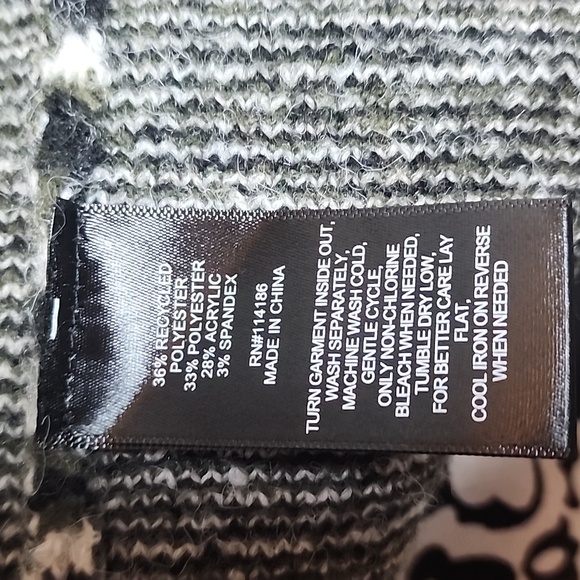 36% RECYCLED
POLYESTER
33% POLYESTER
28% ACRYLIC
3% SPANDEX
RN#114186
MADE IN CHINA
TURN GARMENT INSIDE OUT,
WASH SEPARATELY,
MACHINE WASH COLD,
GENTLE CYCLE,
ONLY NON-CHLORINE
BLEACH WHEN NEEDED,
TUMBLE DRY LOW,
FOR BETTER CARE LAY
FLAT,
COOL IRON ON REVERSE
WHEN NEEDED